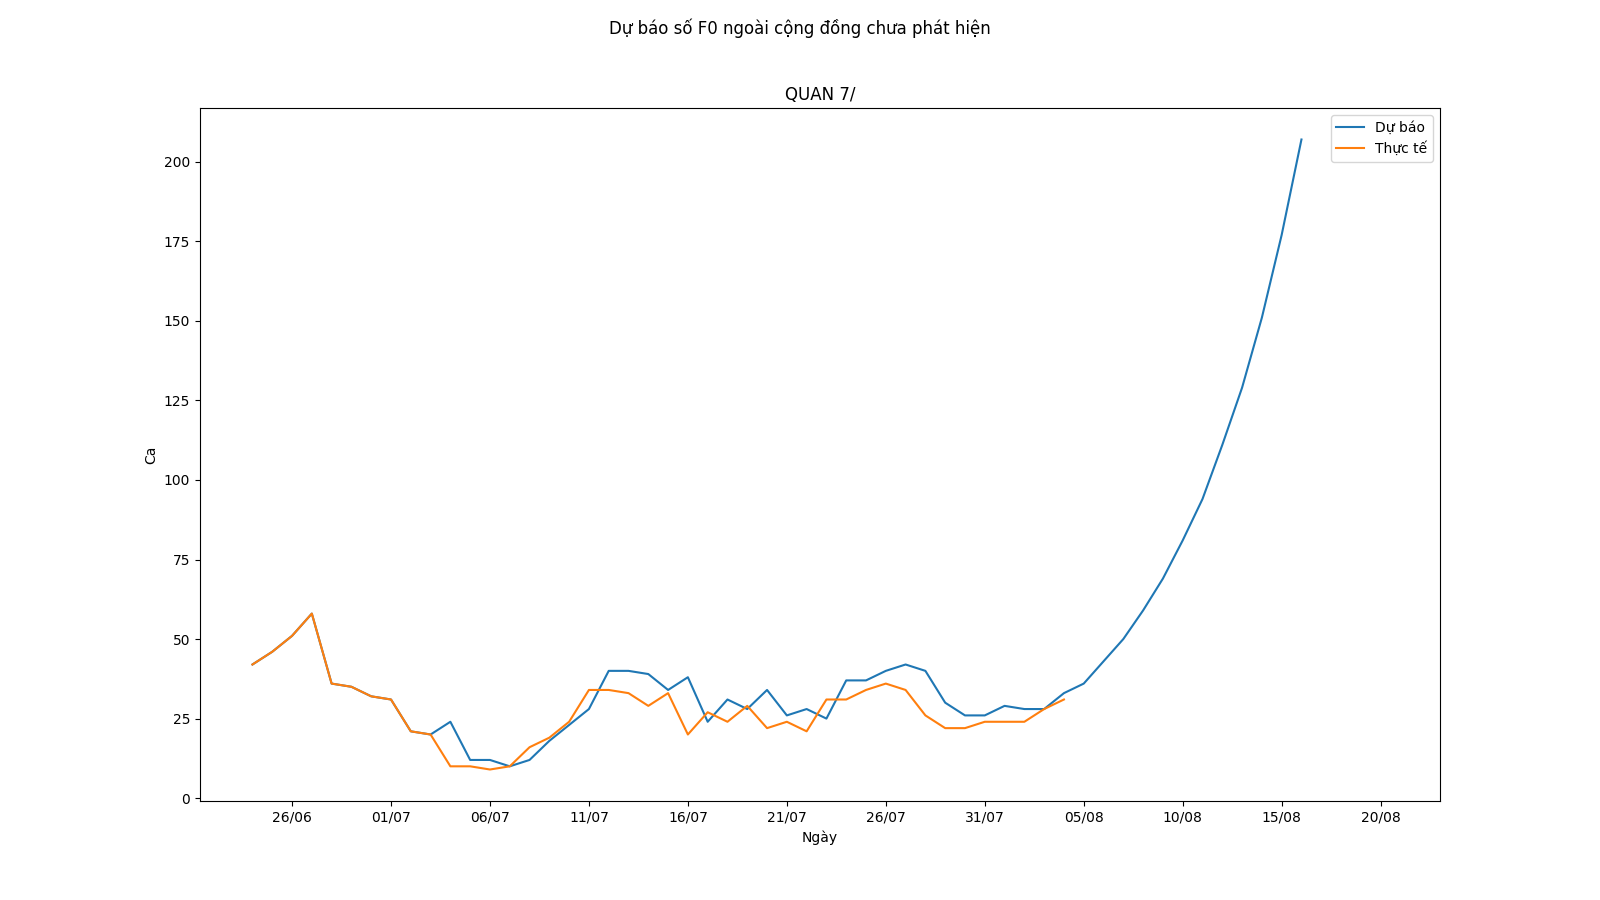 Dự báo số F0 ngoài cộng đồng chưa phát hiện
QUAN 7/
Dự báo
Thực tế
200
175
150
125
100
75
50
25
0
Ca
26/06 01/07 06/07 11/07 16/07 21/07 26/07 31/07 05/08 10/08 15/08 20/08
Ngày